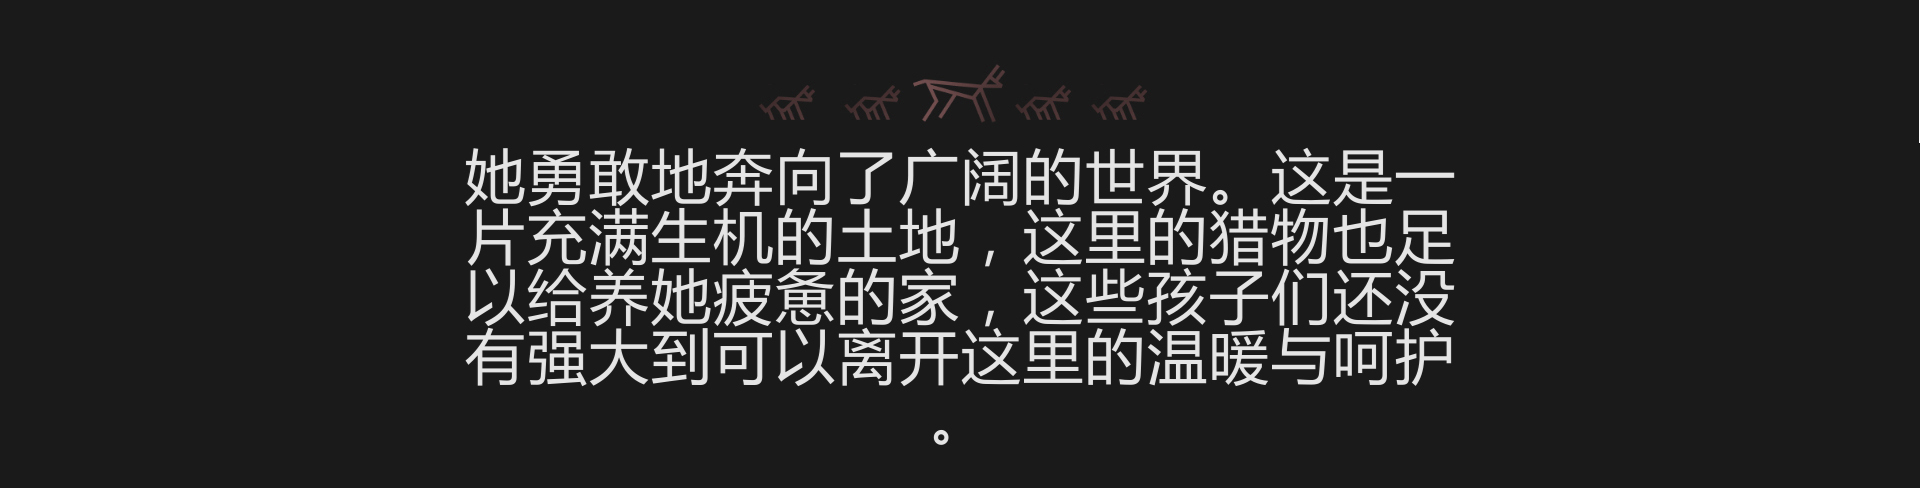 她勇敢地奔向了广阔的世界。这是一
片充满生机的土地，这里的猎物也足
以给养她疲惫的家，这些孩子们还没
有强大到可以离开这里的温暖与呵护
。